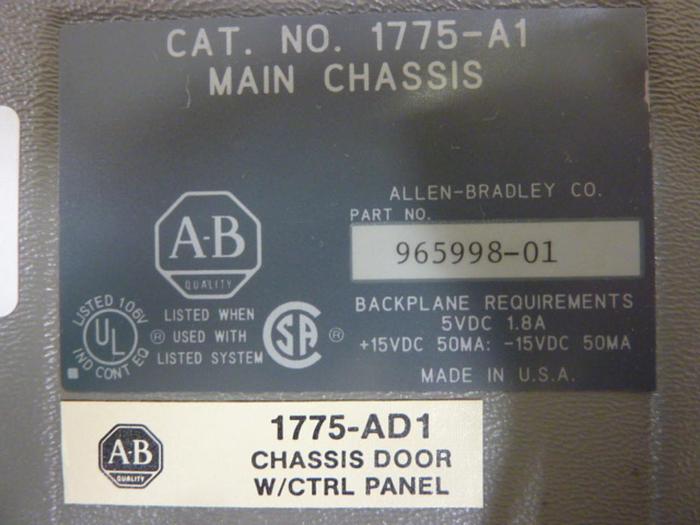 CAT. NO. 1775-A1
MAIN CHASSIS
ALLEN-BRADLEY CO.
PART NO.
965998-01
A-B
QUALITY
BACKPLANE REQUIREMENTS
5VDC 1.8A
+15VDC 50MA: -15VDC 50MA
MADE IN U.S.A.
LISTED 106V
UL
IND CONT EQ
®
LISTED WHEN
USED WITH
LISTED SYSTEM
SA
®
A-B
QUALITY
1775-AD1
CHASSIS DOOR
W/CTRL PANEL